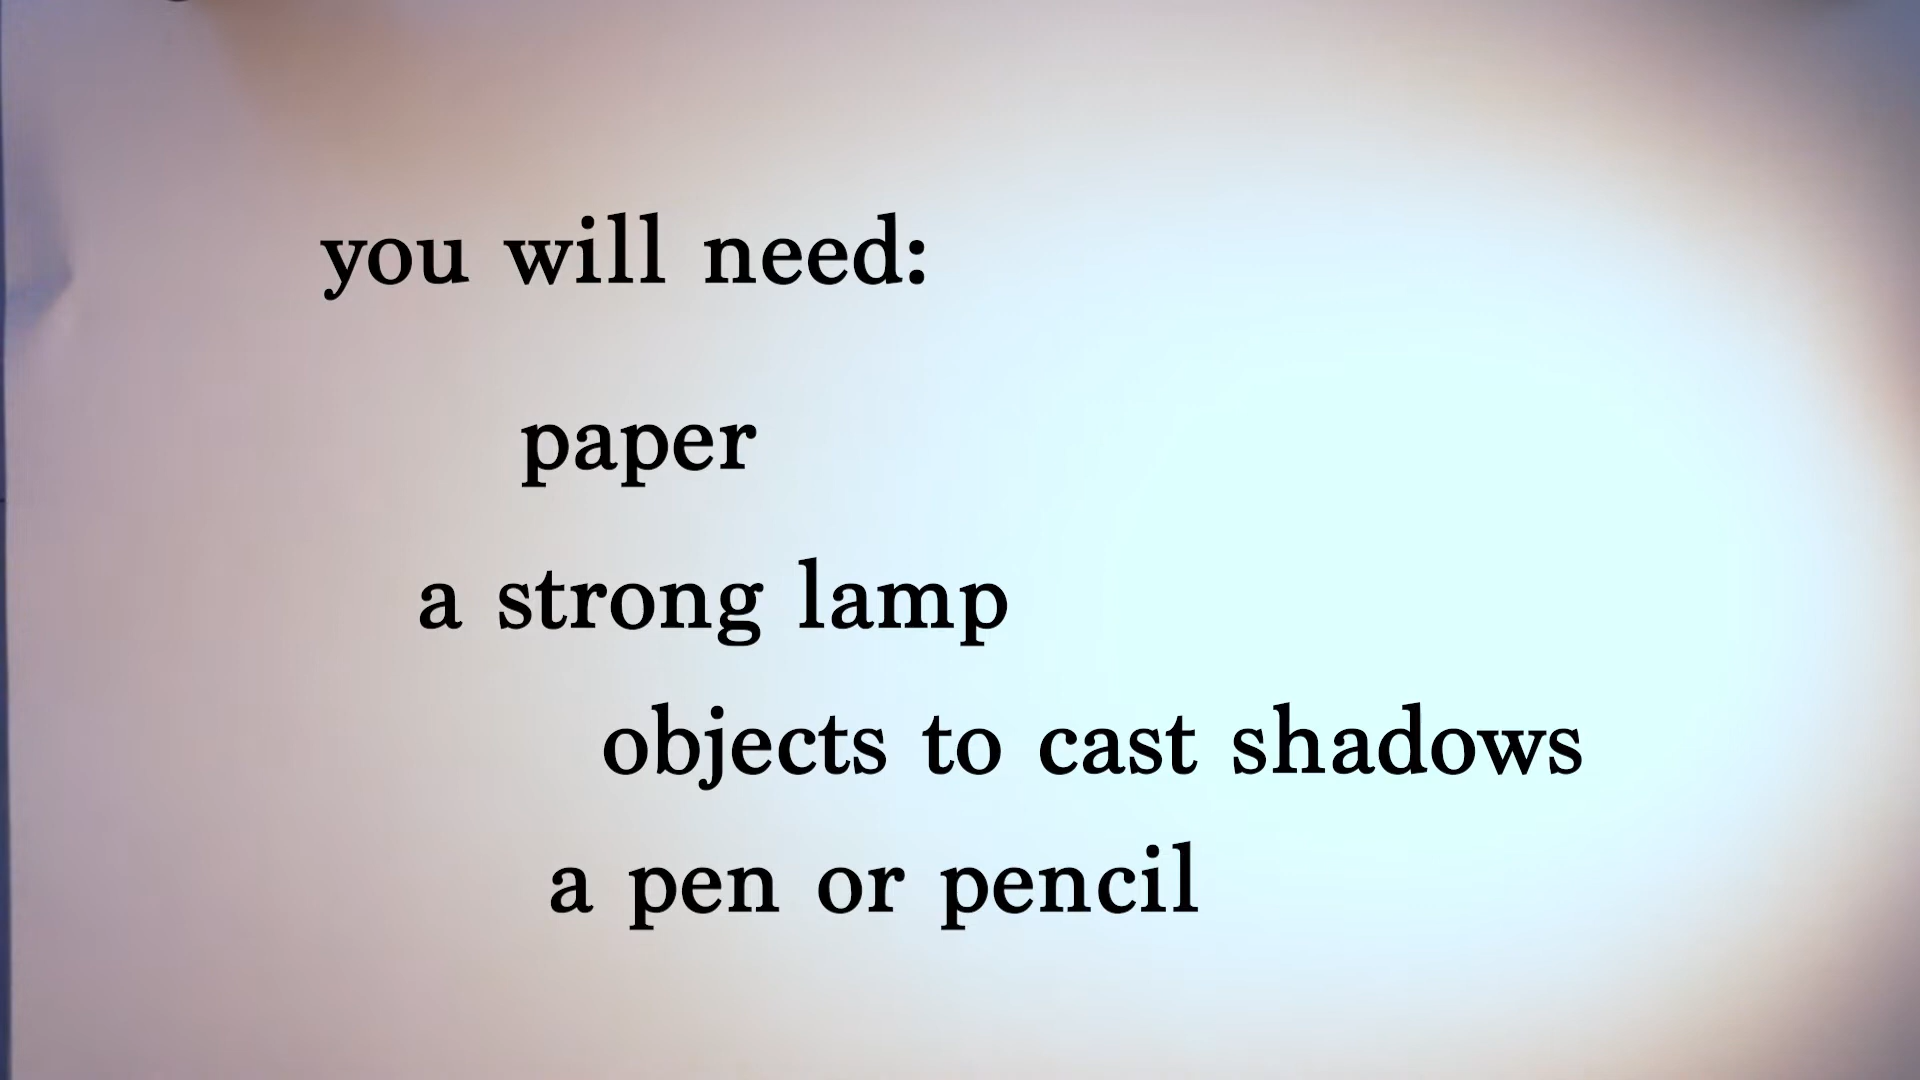 you will need:
paper
a strong lamp
objects to cast shadows
a pen or pencil